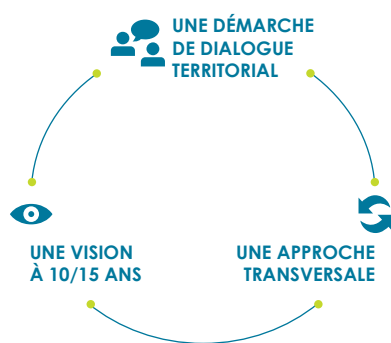 UNE DÉMARCHE
DE DIALOGUE
TERRITORIAL
UNE VISION
À 10/15 ANS
UNE APPROCHE
TRANSVERSALE